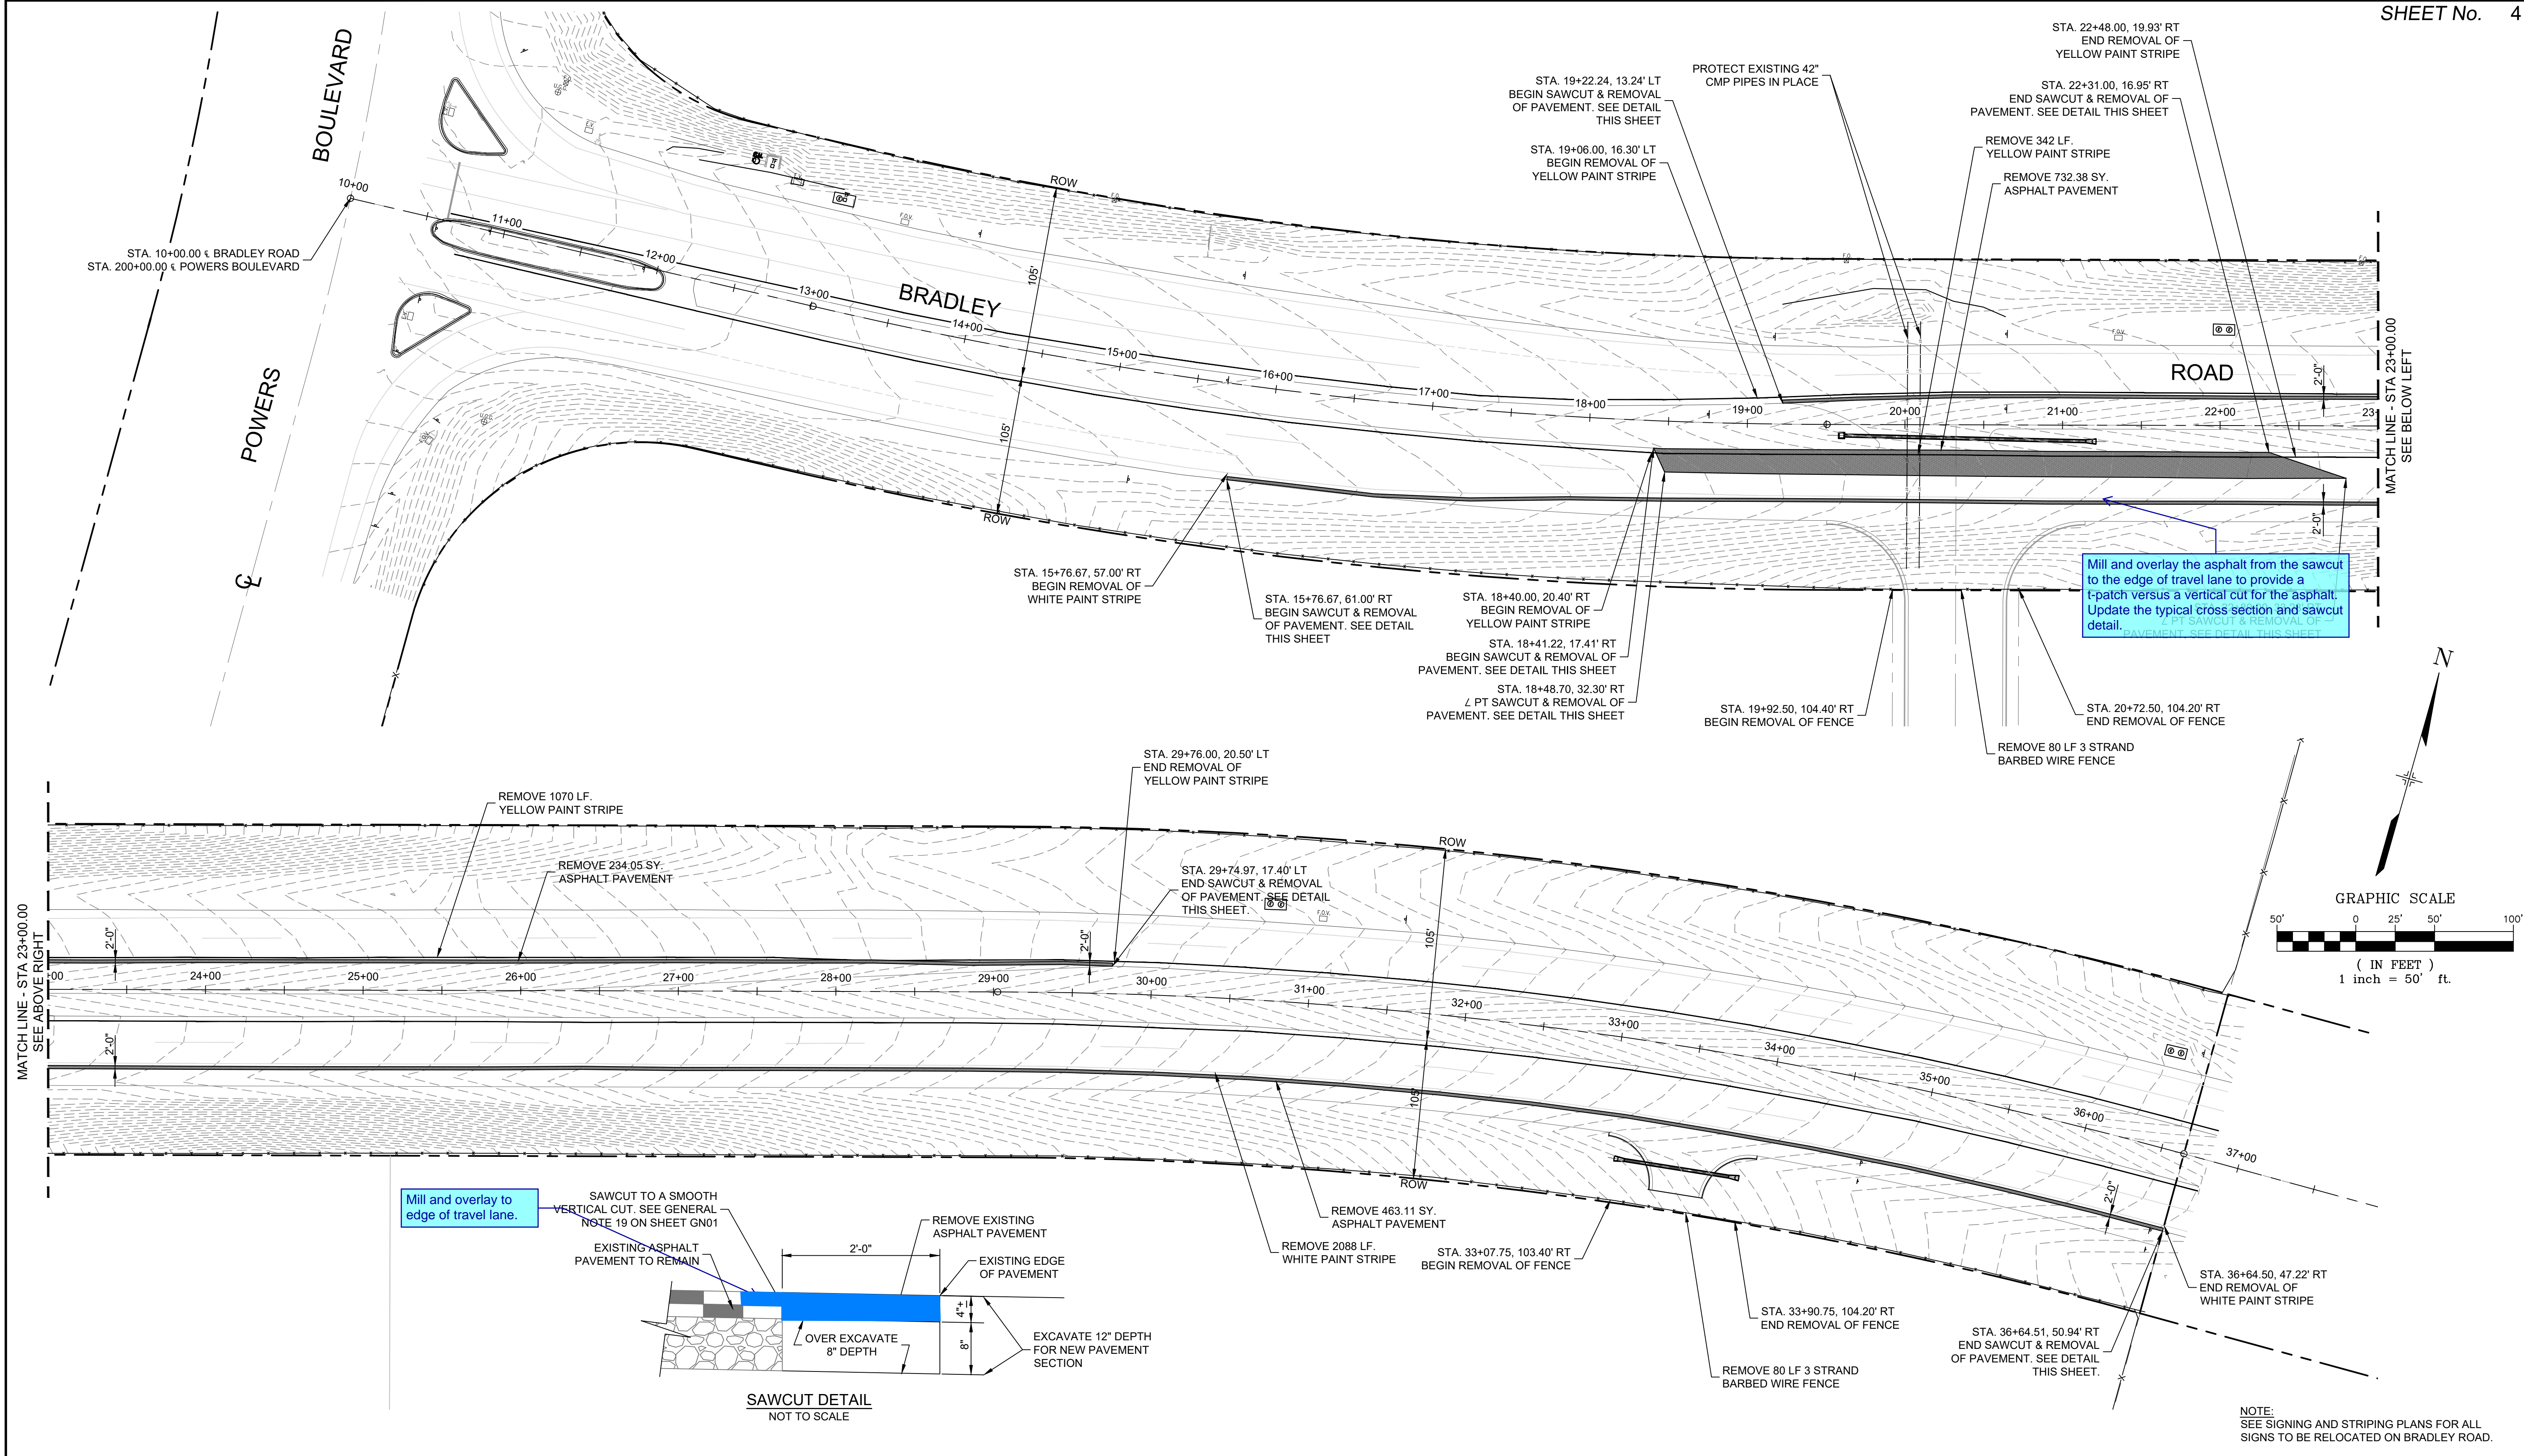 SHEET No. 4
BOULEVARD
POWERS
BRADLEY
ROAD
10+00
11+00
12+00
13+00
14+00
15+00
16+00
17+00
18+00
19+00
20+00
21+00
22+00
23
ROW
105'
105'
ROW
STA. 10+00.00 ℄ BRADLEY ROAD
STA. 200+00.00 ℄ POWERS BOULEVARD
℄
STA. 19+22.24, 13.24' LT
BEGIN SAWCUT & REMOVAL
OF PAVEMENT. SEE DETAIL
THIS SHEET
STA. 19+06.00, 16.30' LT
BEGIN REMOVAL OF
YELLOW PAINT STRIPE
PROTECT EXISTING 42"
CMP PIPES IN PLACE
STA. 22+48.00, 19.93' RT
END REMOVAL OF
YELLOW PAINT STRIPE
STA. 22+31.00, 16.95' RT
END SAWCUT & REMOVAL OF
PAVEMENT. SEE DETAIL THIS SHEET
REMOVE 342 LF.
YELLOW PAINT STRIPE
REMOVE 732.38 SY.
ASPHALT PAVEMENT
2'-0"
2'-0"
MATCH LINE - STA 23+00.00
SEE BELOW LEFT
STA. 15+76.67, 57.00' RT
BEGIN REMOVAL OF
WHITE PAINT STRIPE
STA. 15+76.67, 61.00' RT
BEGIN SAWCUT & REMOVAL
OF PAVEMENT. SEE DETAIL
THIS SHEET
STA. 18+40.00, 20.40' RT
BEGIN REMOVAL OF
YELLOW PAINT STRIPE
STA. 18+41.22, 17.41' RT
BEGIN SAWCUT & REMOVAL OF
PAVEMENT. SEE DETAIL THIS SHEET
STA. 18+48.70, 32.30' RT
∠ PT SAWCUT & REMOVAL OF
PAVEMENT. SEE DETAIL THIS SHEET
Mill and overlay the asphalt from the sawcut
to the edge of travel lane to provide a
t-patch versus a vertical cut for the asphalt.
Update the typical cross section and sawcut
detail.
∠ PT SAWCUT & REMOVAL OF
PAVEMENT. SEE DETAIL THIS SHEET
STA. 19+92.50, 104.40' RT
BEGIN REMOVAL OF FENCE
STA. 20+72.50, 104.20' RT
END REMOVAL OF FENCE
REMOVE 80 LF 3 STRAND
BARBED WIRE FENCE
N
GRAPHIC SCALE
50' 0 25' 50' 100'
( IN FEET )
1 inch = 50' ft.
MATCH LINE - STA 23+00.00
SEE ABOVE RIGHT
REMOVE 1070 LF.
YELLOW PAINT STRIPE
REMOVE 234.05 SY.
ASPHALT PAVEMENT
STA. 29+76.00, 20.50' LT
END REMOVAL OF
YELLOW PAINT STRIPE
STA. 29+74.97, 17.40' LT
END SAWCUT & REMOVAL
OF PAVEMENT. SEE DETAIL
THIS SHEET.
2'-0"
2'-0"
2'-0"
00
24+00
25+00
26+00
27+00
28+00
29+00
30+00
31+00
32+00
33+00
34+00
35+00
36+00
37+00
ROW
105'
105'
ROW
2'-0"
REMOVE 463.11 SY.
ASPHALT PAVEMENT
REMOVE 2088 LF.
WHITE PAINT STRIPE
STA. 33+07.75, 103.40' RT
BEGIN REMOVAL OF FENCE
STA. 33+90.75, 104.20' RT
END REMOVAL OF FENCE
REMOVE 80 LF 3 STRAND
BARBED WIRE FENCE
STA. 36+64.50, 47.22' RT
END REMOVAL OF
WHITE PAINT STRIPE
STA. 36+64.51, 50.94' RT
END SAWCUT & REMOVAL
OF PAVEMENT. SEE DETAIL
THIS SHEET.
Mill and overlay to
edge of travel lane.
SAWCUT TO A SMOOTH
VERTICAL CUT. SEE GENERAL
NOTE 19 ON SHEET GN01
EXISTING ASPHALT
PAVEMENT TO REMAIN
REMOVE EXISTING
ASPHALT PAVEMENT
2'-0"
EXISTING EDGE
OF PAVEMENT
4"±
8"
OVER EXCAVATE
8" DEPTH
EXCAVATE 12" DEPTH
FOR NEW PAVEMENT
SECTION
SAWCUT DETAIL
NOT TO SCALE
NOTE:
SEE SIGNING AND STRIPING PLANS FOR ALL
SIGNS TO BE RELOCATED ON BRADLEY ROAD.